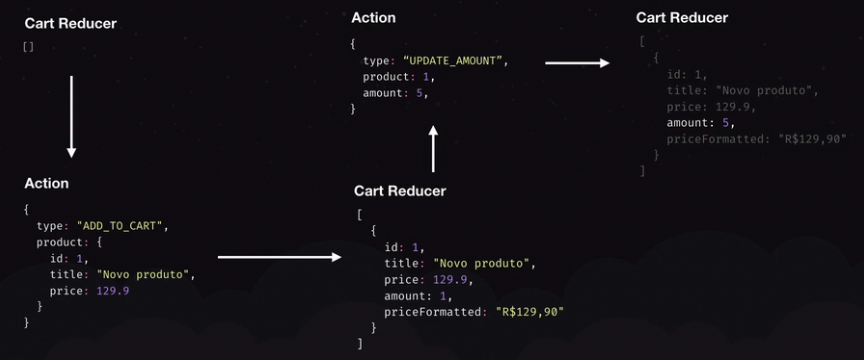 Cart Reducer
[]
Action
{
type: "ADD_TO_CART",
product: {
id: 1,
title: "Novo produto",
price: 129.9
}
}
Cart Reducer
[
{
id: 1,
title: "Novo produto",
price: 129.9,
amount: 1,
priceFormatted: "R$129,90"
}
]
Action
{
type: “UPDATE_AMOUNT”,
product: 1,
amount: 5,
}
Cart Reducer
[
{
id: 1,
title: "Novo produto",
price: 129.9,
amount: 5,
priceFormatted: "R$129,90"
}
]